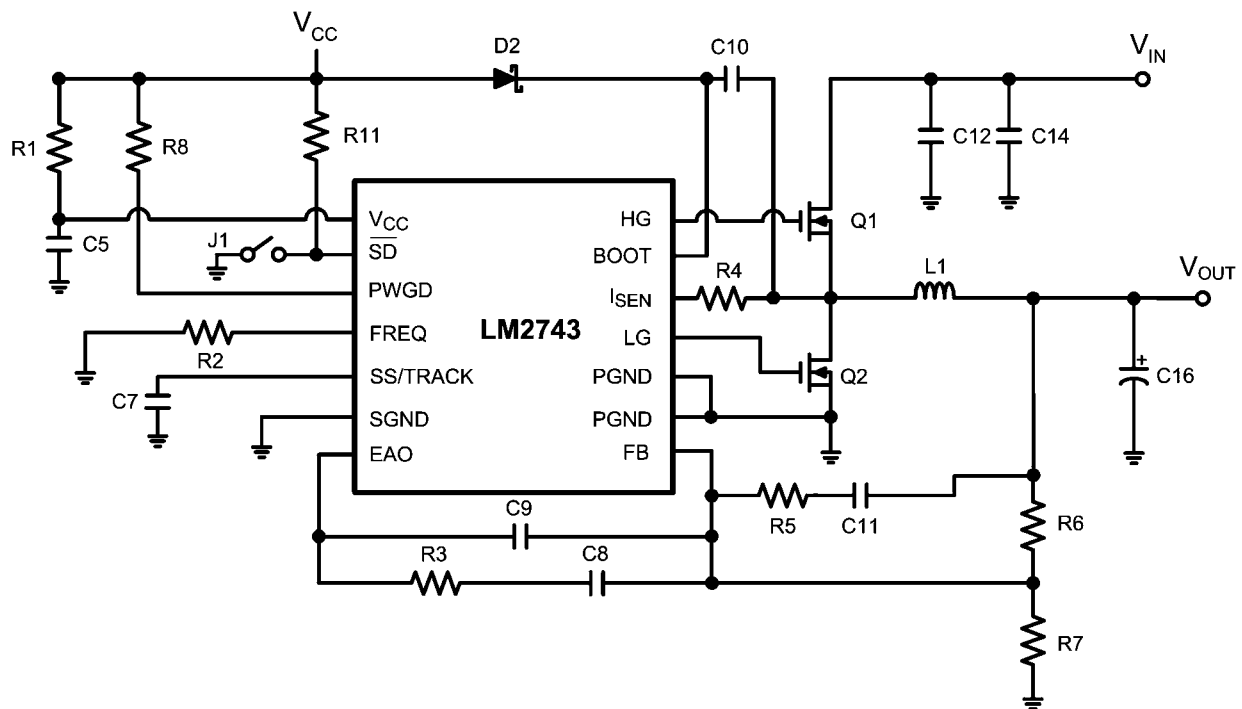 VCC
D2
C10
VIN
R1
R8
R11
C12
C14
C5
J1
VCC
SD
PWGD
FREQ
SS/TRACK
SGND
EAO
LM2743
HG
BOOT
ISEN
LG
PGND
PGND
FB
Q1
R4
L1
VOUT
Q2
C16
R2
C7
C9
R3
C8
R5
C11
R6
R7
+